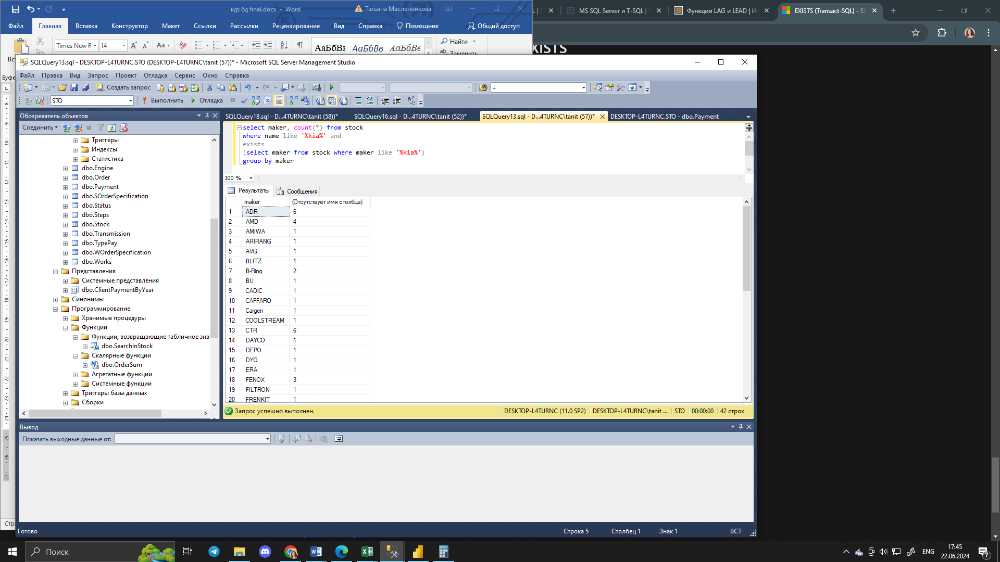 кдз бд final.docx - Word
Татьяна Масленникова
MS SQL Server и T-SQL | T
Функции LAG и LEAD | И
EXISTS (Transact-SQL) – S
Файл
Главная
Вставка
Конструктор
Макет
Ссылки
Рассылки
Рецензирование
Вид
Справка
Помощник
Общий доступ
Times New R
14
Aa
АаБбВ
АаБбВв
АаБбВв
Найти
Заменить
XISTS
Буфе
SQLQuery13.sql - DESKTOP-L4TURNC.STO (DESKTOP-L4TURNC\tanit (57))* - Microsoft SQL Server Management Studio
Файл Правка Вид Запрос Проект Отладка Сервис Окно Справка
Создать запрос
+
STO
Выполнить
Отладка
Обозреватель объектов
Соединить
Триггеры
Индексы
Статистика
dbo.Engine
dbo.Order
dbo.Payment
dbo.SOrderSpecification
dbo.Status
dbo.Steps
dbo.Stock
dbo.Transmission
dbo.TypePay
dbo.WOrderSpecification
dbo.Works
Представления
Системные представления
dbo.ClientPaymentByYear
Синонимы
Программирование
Хранимые процедуры
Функции
Функции, возвращающие табличное зна
dbo.SearchInStock
Скалярные функции
dbo.OrderSum
Агрегатные функции
Системные функции
Триггеры базы данных
Сборки
SQLQuery18.sql - D...4TURNC\tanit (58))*
SQLQuery16.sql - D...4TURNC\tanit (52))*
SQLQuery13.sql - D...4TURNC\tanit (57))*
DESKTOP-L4TURNC.STO - dbo.Payment
select maker, count(*) from stock
where name like '%kia%' and
exists
(select maker from stock where maker like '%kia%')
group by maker
100 %
Результаты
Сообщения
maker (Отсутствует имя столбца)
1 ADR 6
2 AMD 4
3 AMIWA 1
4 ARIRANG 1
5 AVG 1
6 BLITZ 1
7 B-Ring 2
8 BU 1
9 CADIC 1
10 CAFFARO 1
11 Cargen 1
12 COOLSTREAM 1
13 CTR 6
14 DAYCO 1
15 DEPO 1
16 DYG 1
17 ERA 1
18 FENOX 3
19 FILTRON 1
20 FRENKIT 1
Запрос успешно выполнен.
DESKTOP-L4TURNC (11.0 SP2)
DESKTOP-L4TURNC\tanit ...
STO
00:00:00
42 строк
Вывод
Показать выходные данные от:
Стр
Готово
Строка 5
Столбец 1
Знак 1
ВСТ
Поиск
ENG
17:45
22.06.2024
7